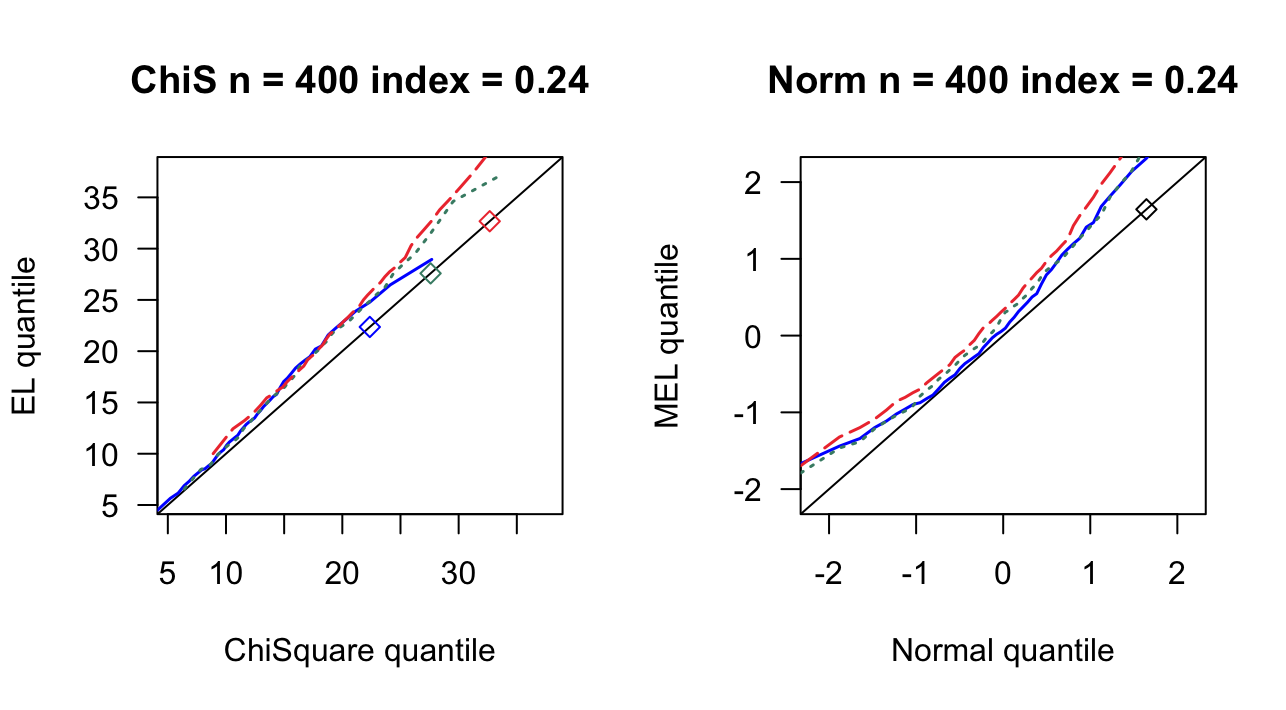 ChiS n = 400 index = 0.24
EL quantile
35
30
25
20
15
10
5
5 10 20 30
ChiSquare quantile
Norm n = 400 index = 0.24
MEL quantile
2
1
0
-1
-2
-2 -1 0 1 2
Normal quantile